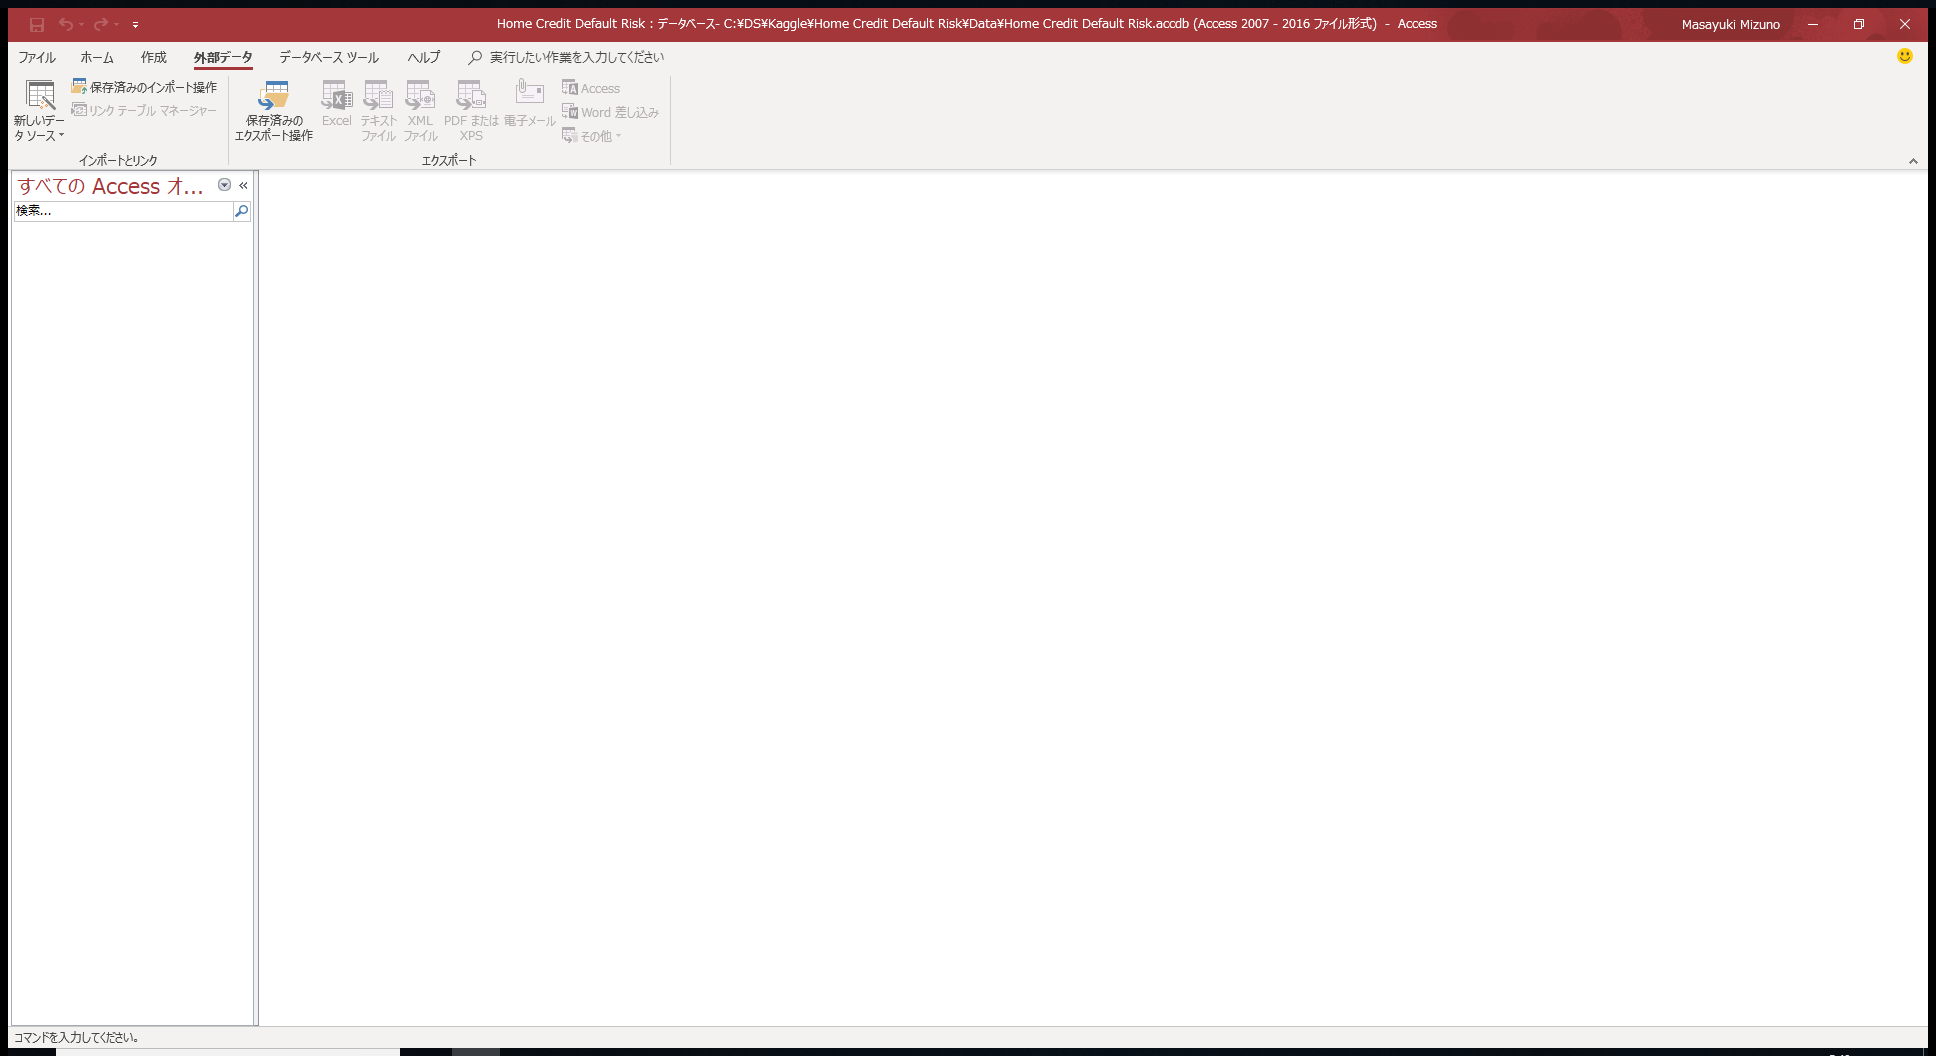 Home Credit Default Risk : データベース- C:¥DS¥Kaggle¥Home Credit Default Risk¥Data¥Home Credit Default Risk.accdb (Access 2007 - 2016 ファイル形式) - Access
Masayuki Mizuno
ファイル ホーム 作成 外部データ データベース ツール ヘルプ 実行したい作業を入力してください
新しいデー
タ ソース
保存済みのインポート操作
リンク テーブル マネージャー
インポートとリンク
保存済みの
エクスポート操作
Excel
テキスト
ファイル
XML
ファイル
PDF または
XPS
電子メール
Access
Word 差し込み
その他
エクスポート
すべての Access オ... «
検索...
コマンドを入力してください。